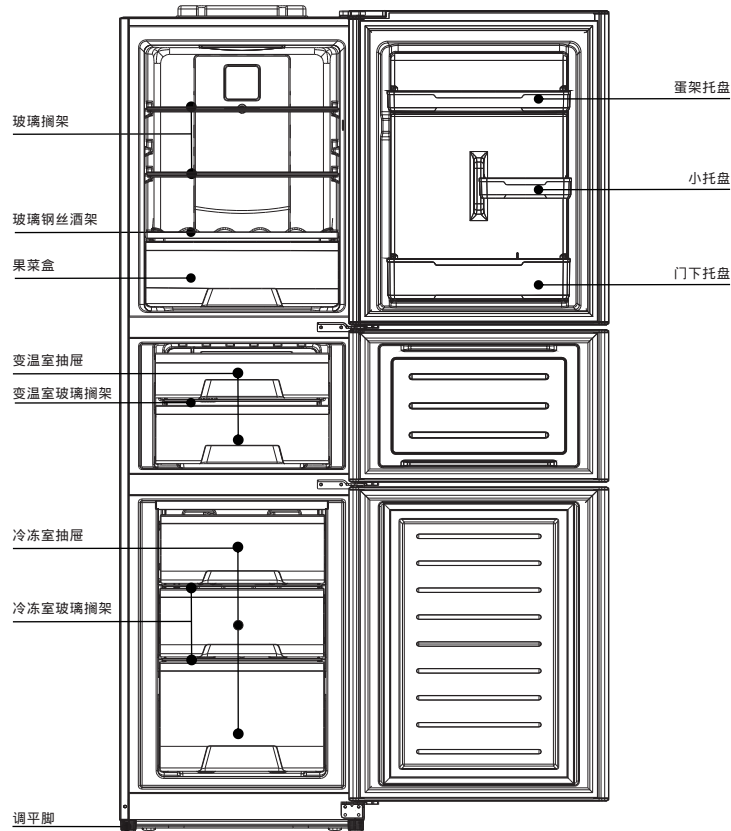 玻璃搁架
玻璃钢丝酒架
果菜盒
变温室抽屉
变温室玻璃搁架
冷冻室抽屉
冷冻室玻璃搁架
调平脚
蛋架托盘
小托盘
门下托盘